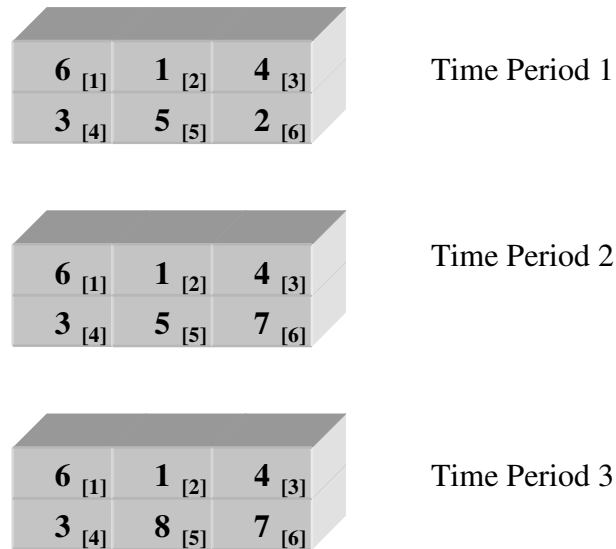 6 [1] 1 [2] 4 [3] Time Period 1
3 [4] 5 [5] 2 [6]
6 [1] 1 [2] 4 [3] Time Period 2
3 [4] 5 [5] 7 [6]
6 [1] 1 [2] 4 [3] Time Period 3
3 [4] 8 [5] 7 [6]